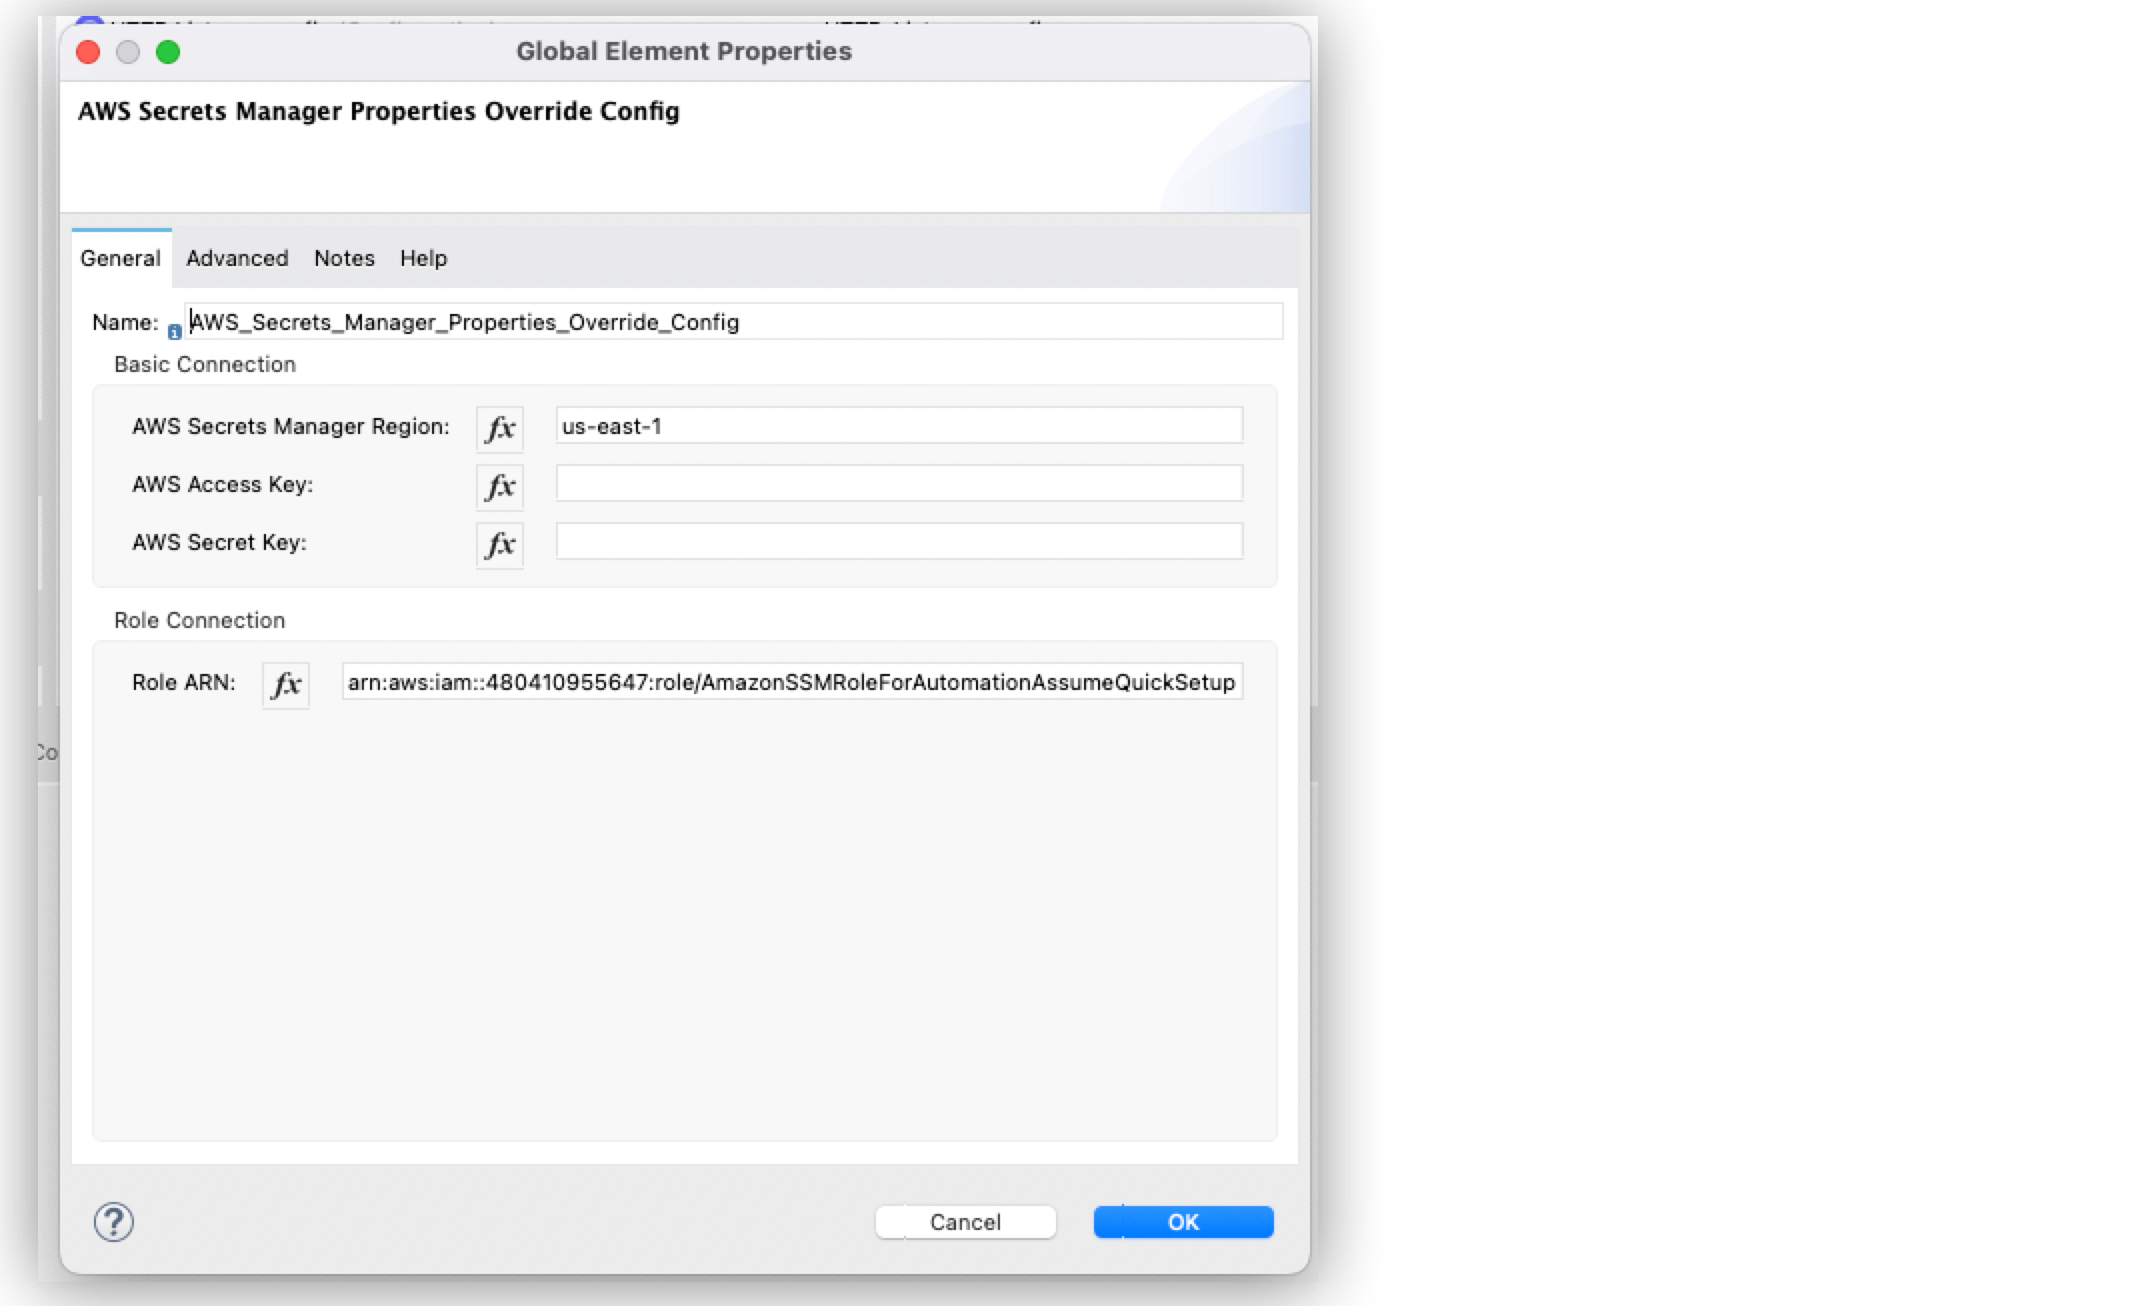 Global Element Properties
AWS Secrets Manager Properties Override Config
General Advanced Notes Help
Name: AWS_Secrets_Manager_Properties_Override_Config
Basic Connection
AWS Secrets Manager Region: fx us-east-1
AWS Access Key: fx
AWS Secret Key: fx
Role Connection
Role ARN: fx arn:aws:iam::480410955647:role/AmazonSSMRoleForAutomationAssumeQuickSetup
Co
? Cancel OK